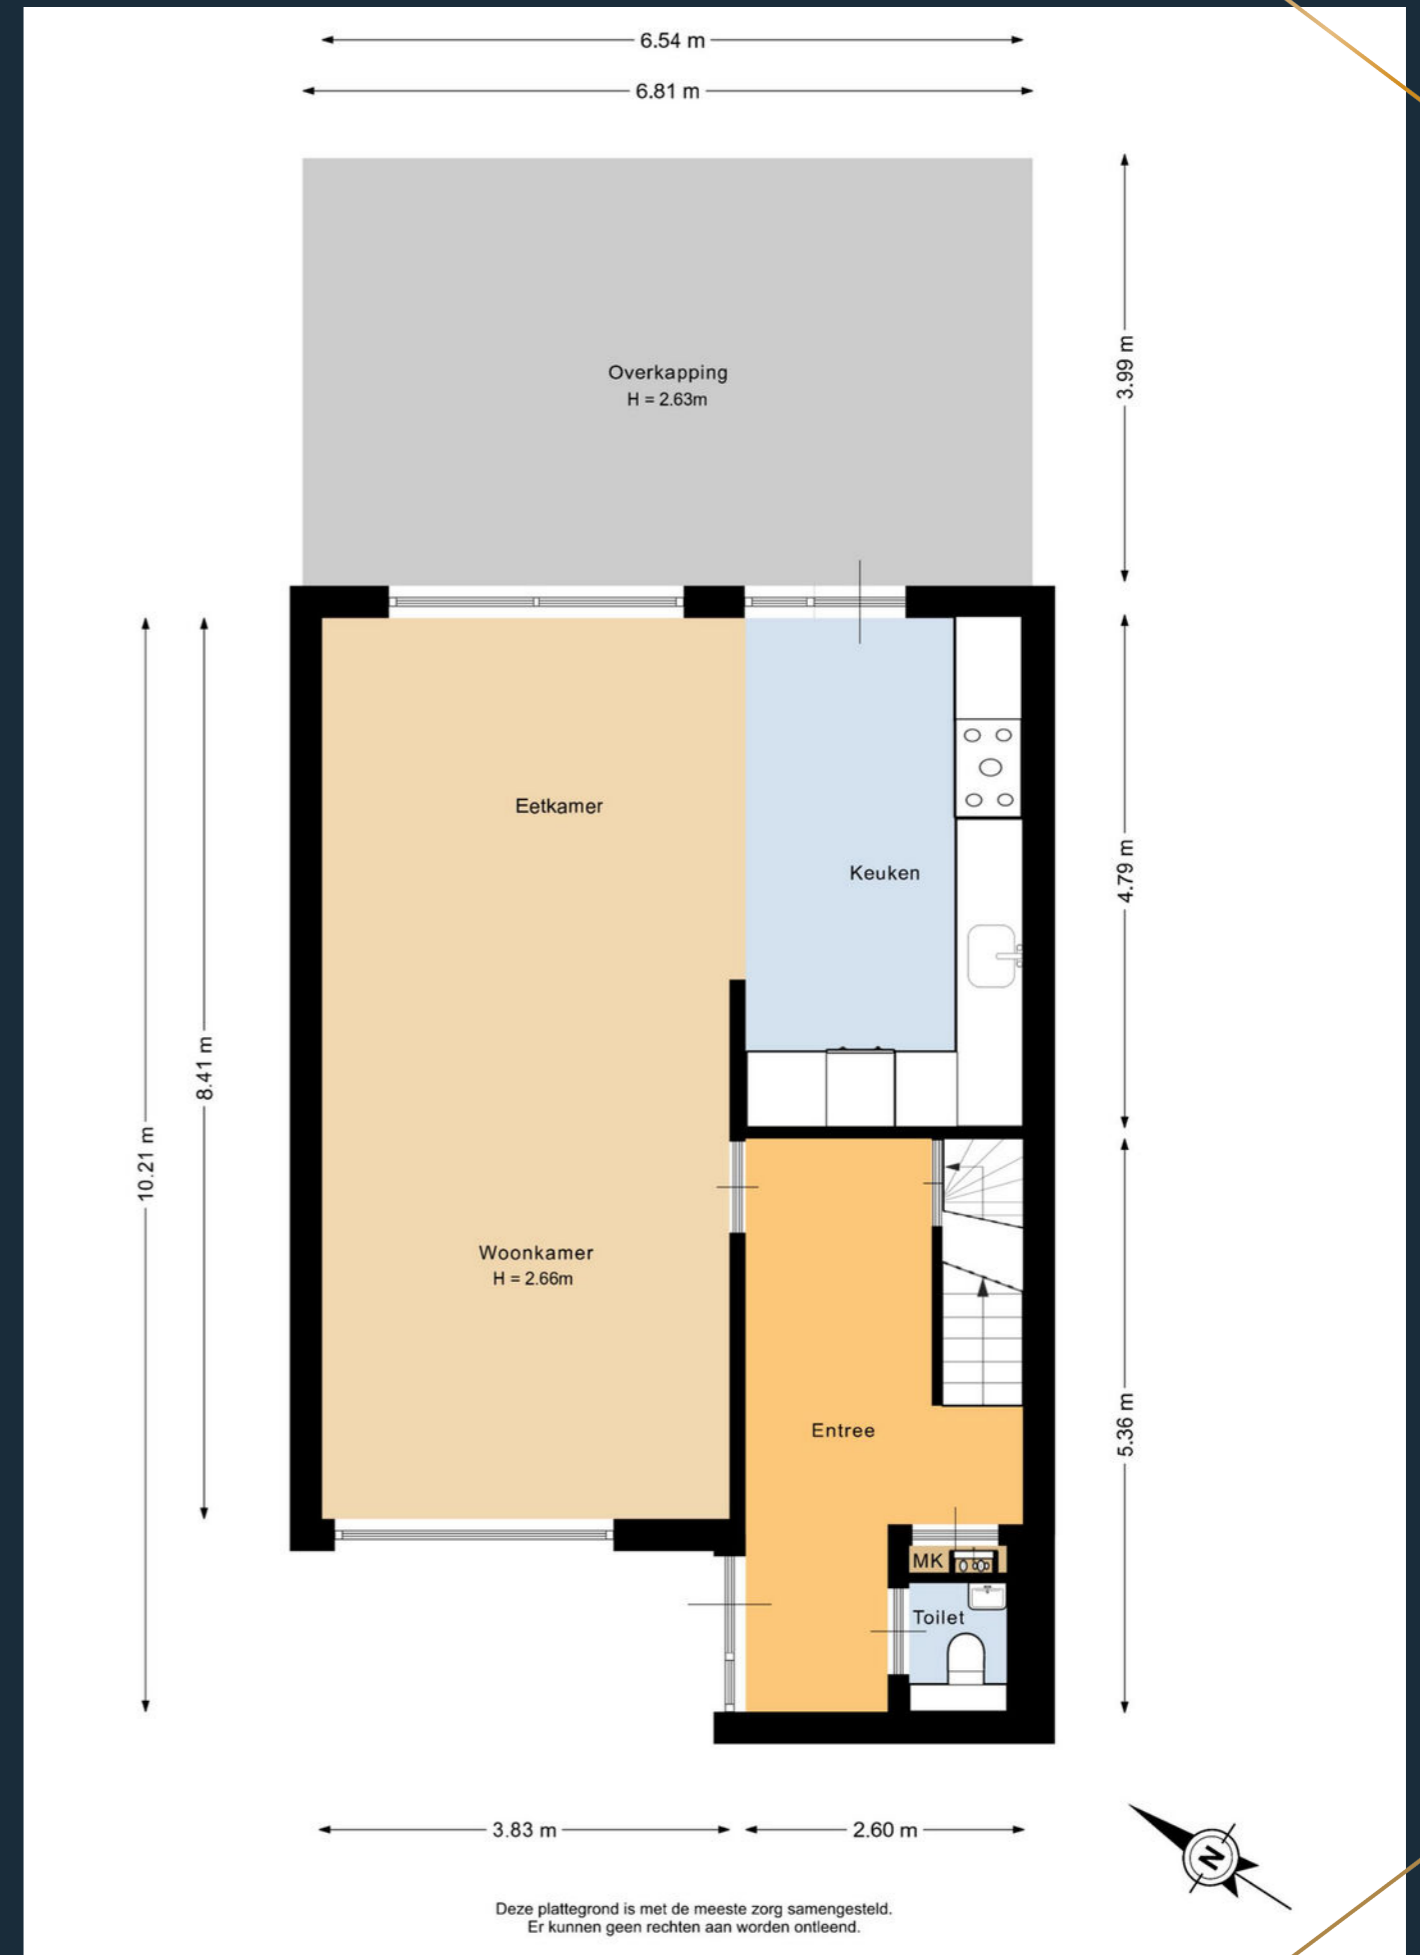 6.54 m
6.81 m
3.99 m
Overkapping
H = 2.63m
Eetkamer
Keuken
4.79 m
8.41 m
10.21 m
Woonkamer
H = 2.66m
Entree
5.36 m
MK
Toilet
3.83 m
2.60 m
N
Deze plattegrond is met de meeste zorg samengesteld.
Er kunnen geen rechten aan worden ontleend.